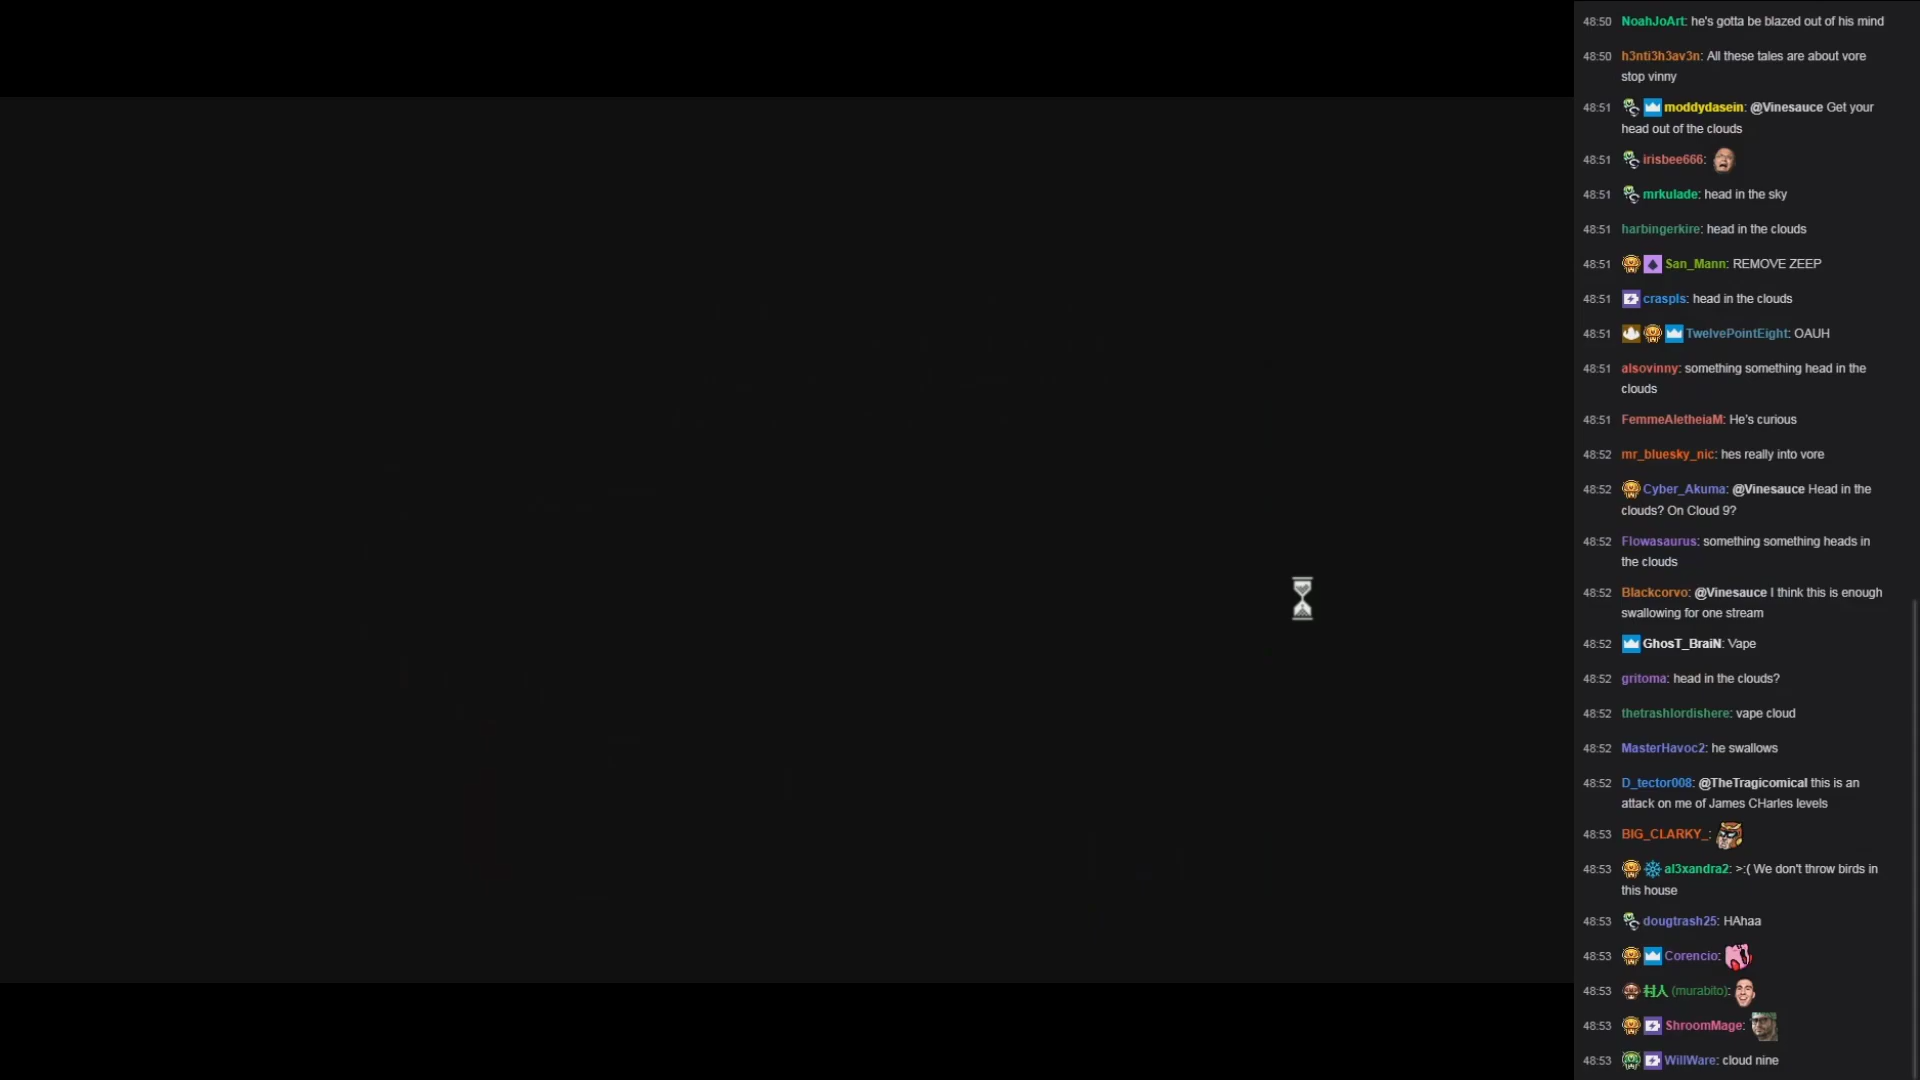 48:50 NoahJoArt: he's gotta be blazed out of his mind
48:50 h3nti3h3av3n: All these tales are about vore
stop vinny
48:51 moddydasein: @Vinesauce Get your
head out of the clouds
48:51 irisbee666:
48:51 mrkulade: head in the sky
48:51 harbingerkire: head in the clouds
48:51 San_Mann: REMOVE ZEEP
48:51 craspls: head in the clouds
48:51 TwelvePointEight: OAUH
48:51 alsovinny: something something head in the
clouds
48:51 FemmeAletheiaM: He's curious
48:52 mr_bluesky_nic: hes really into vore
48:52 Cyber_Akuma: @Vinesauce Head in the
clouds? On Cloud 9?
48:52 Flowasaurus: something something heads in
the clouds
48:52 Blackcorvo: @Vinesauce I think this is enough
swallowing for one stream
48:52 GhosT_BraiN: Vape
48:52 gritoma: head in the clouds?
48:52 thetrashlordishere: vape cloud
48:52 MasterHavoc2: he swallows
48:52 D_tector008: @TheTragicomical this is an
attack on me of James CHarles levels
48:53 BIG_CLARKY_:
48:53 al3xandra2: >:( We don't throw birds in
this house
48:53 dougtrash25: HAhaa
48:53 Corencio:
48:53 村人 (murabito):
48:53 ShroomMage:
48:53 WillWare: cloud nine